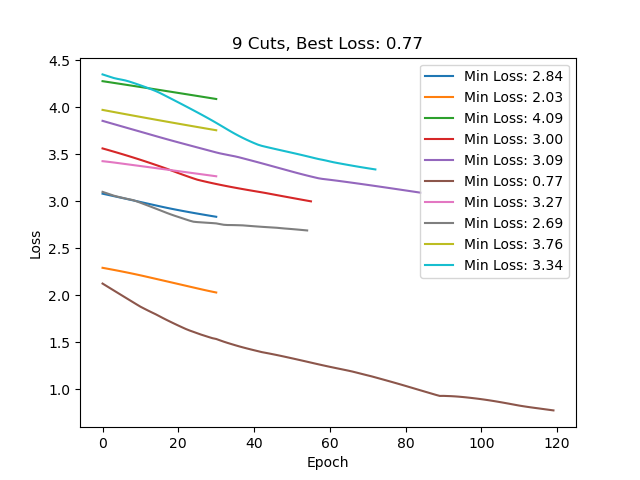 9 Cuts, Best Loss: 0.77
4.5
4.0
3.5
3.0
2.5
2.0
1.5
1.0
Loss
Min Loss: 2.84
Min Loss: 2.03
Min Loss: 4.09
Min Loss: 3.00
Min Loss: 3.09
Min Loss: 0.77
Min Loss: 3.27
Min Loss: 2.69
Min Loss: 3.76
Min Loss: 3.34
0 20 40 60 80 100 120
Epoch